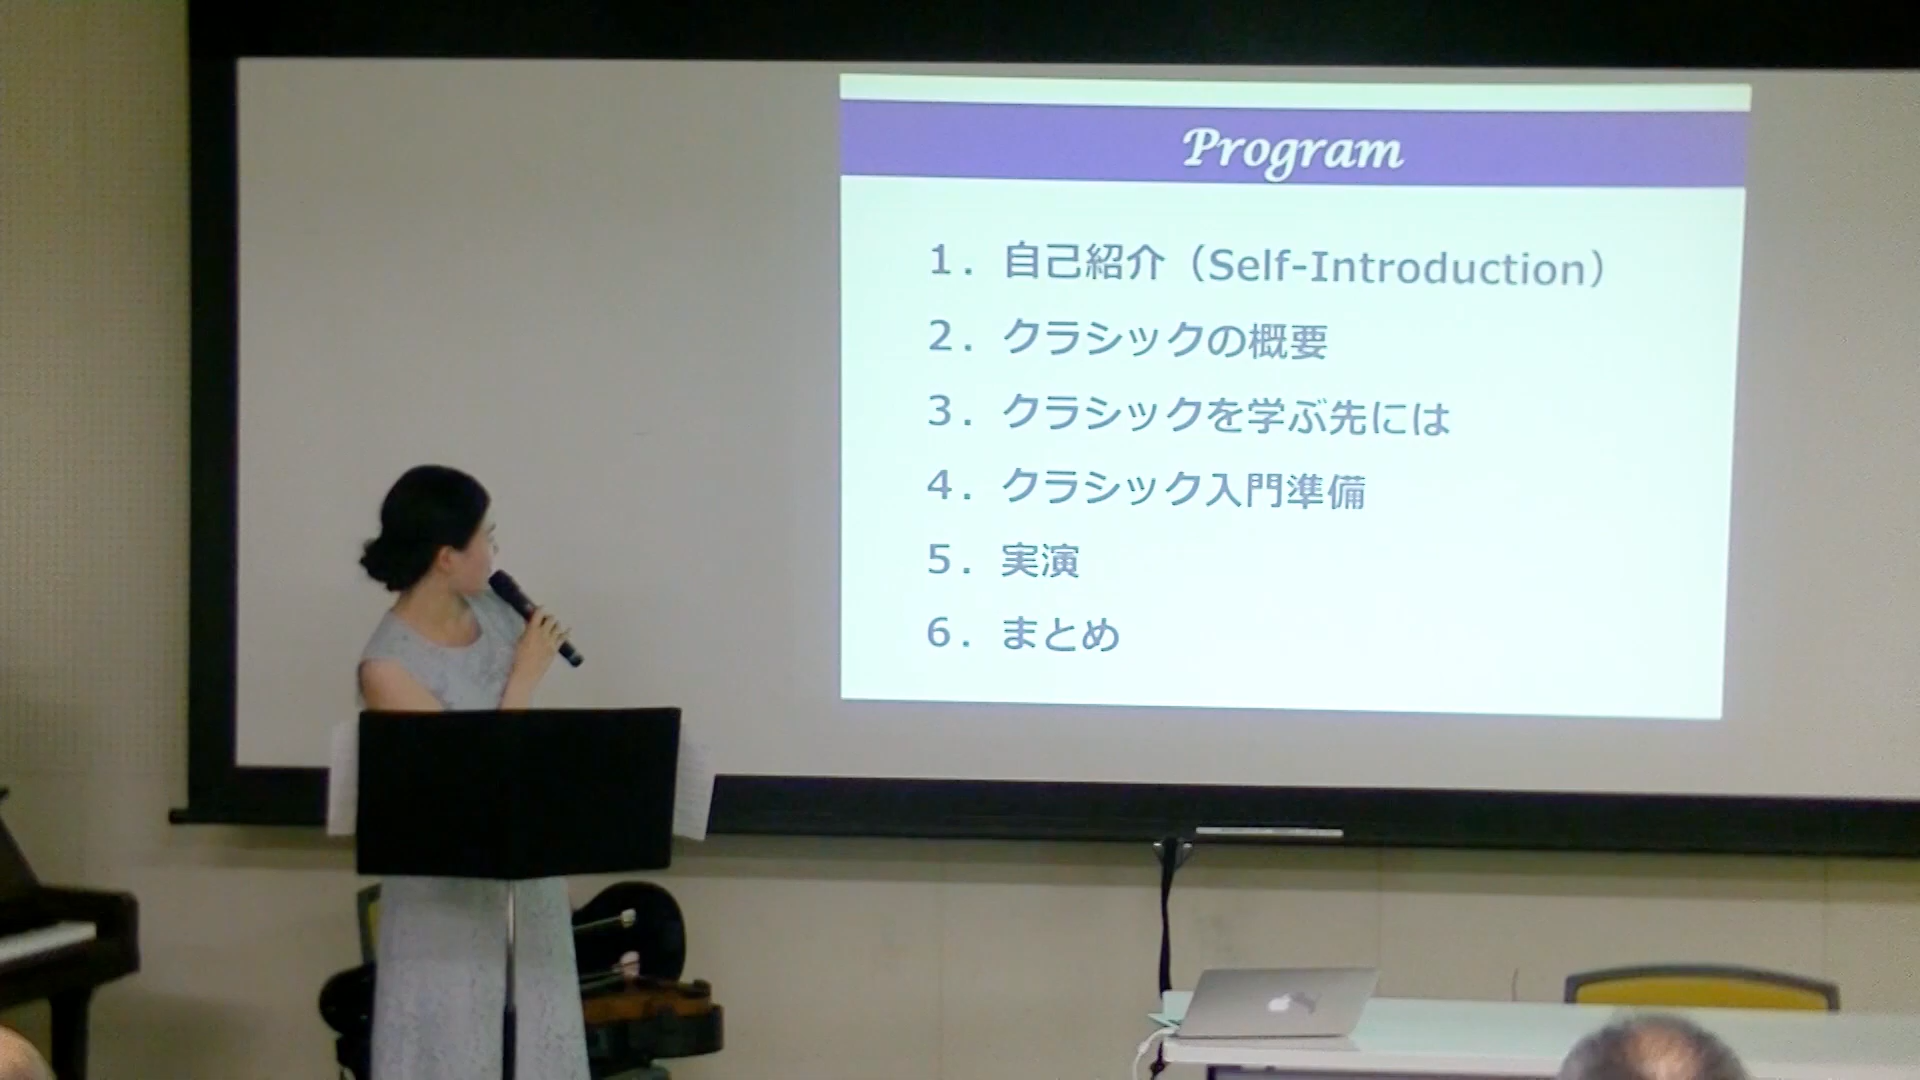 Program
1. 自己紹介（Self-Introduction）
2. クラシックの概要
3. クラシックを学ぶ先には
4. クラシック入門準備
5. 実演
6. まとめ